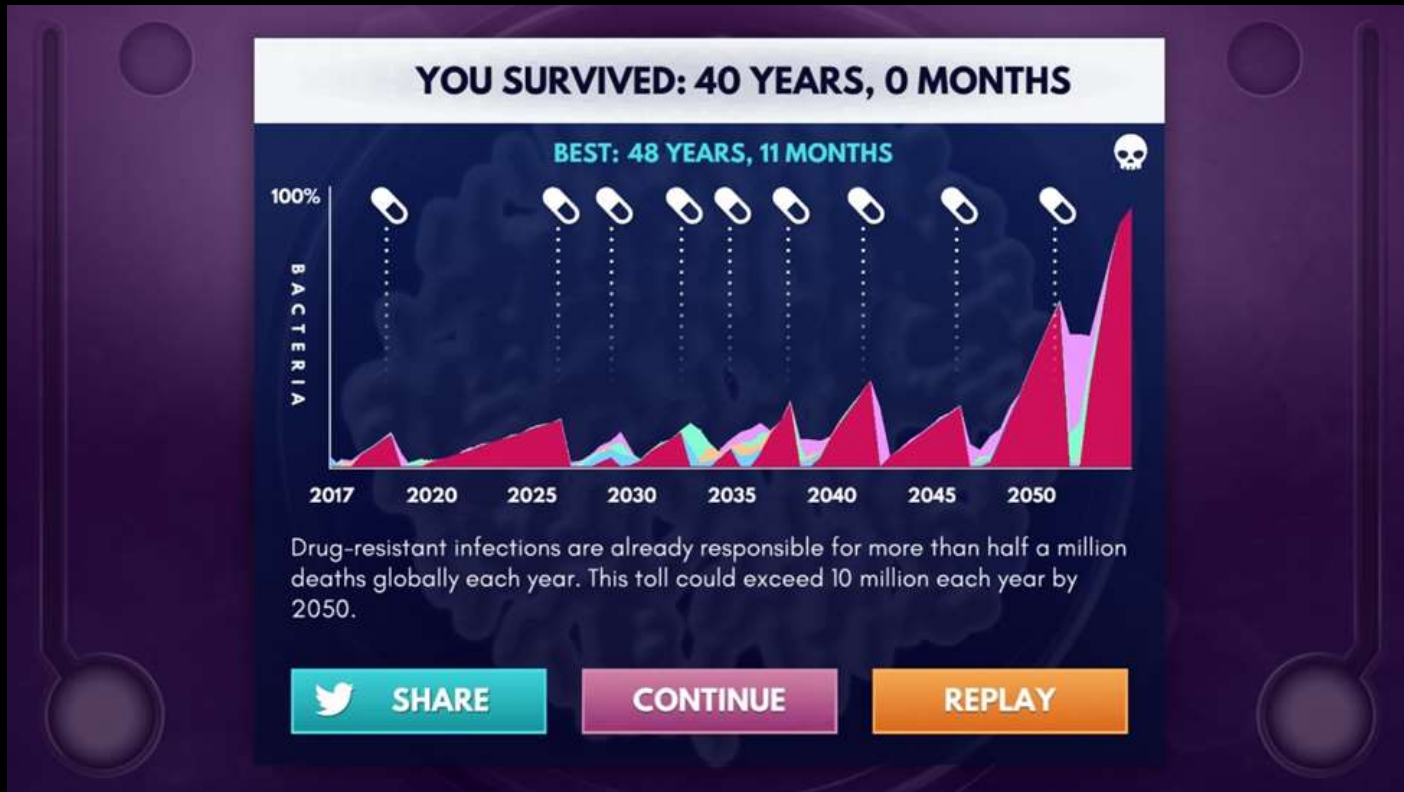 YOU SURVIVED: 40 YEARS, 0 MONTHS
BEST: 48 YEARS, 11 MONTHS
100%
BACTERIA
2017 2020 2025 2030 2035 2040 2045 2050
Drug-resistant infections are already responsible for more than half a million
deaths globally each year. This toll could exceed 10 million each year by
2050.
SHARE CONTINUE REPLAY